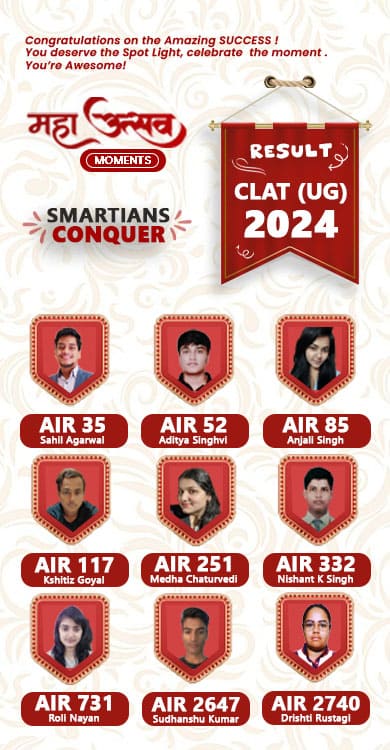 Congratulations on the Amazing SUCCESS !
You deserve the Spot Light, celebrate the moment .
You're Awesome!
महा उत्सव
MOMENTS
SMARTIANS
CONQUER
RESULT
CLAT (UG)
2024
AIR 35
Sahil Agarwal
AIR 52
Aditya Singhvi
AIR 85
Anjali Singh
AIR 117
Kshitiz Goyal
AIR 251
Medha Chaturvedi
AIR 332
Nishant K Singh
AIR 731
Roli Nayan
AIR 2647
Sudhanshu Kumar
AIR 2740
Drishti Rustagi